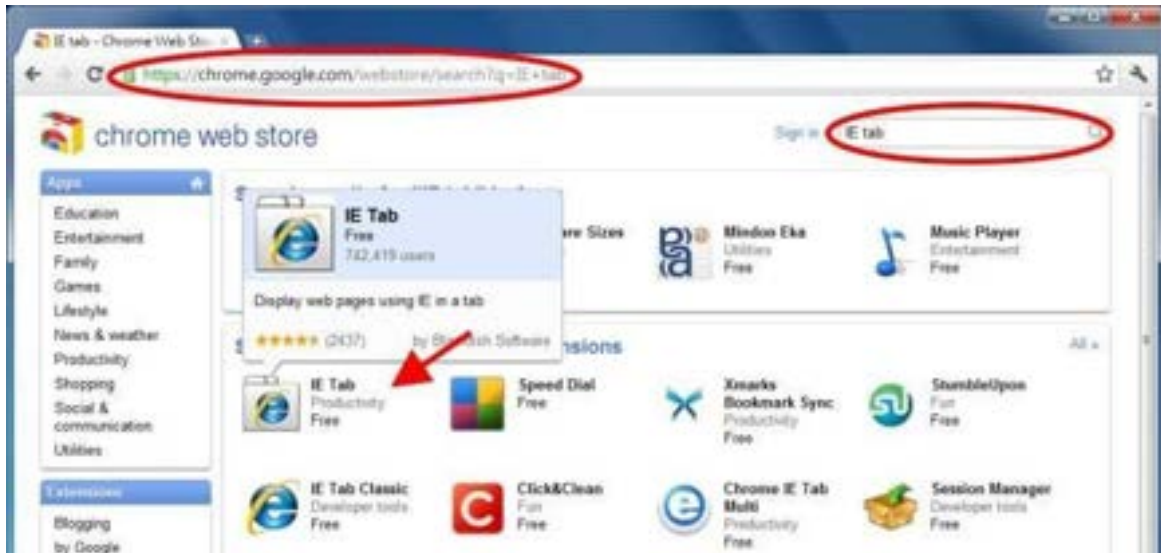 IE tab - Chrome Web Sto
https://chrome.google.com/webstore/search?q=IE+tab
chrome web store
Sign in
IE tab
Apps
Education
Entertainment
Family
Games
Lifestyle
News & weather
Productivity
Shopping
Social &
communication
Utilities
Extensions
Blogging
by Google
IE Tab
Free
742,419 users
Display web pages using IE in a tab
(2437)
by Software
are Sizes
Mindon Eka
Utilities
Free
Music Player
Entertainment
Free
nsions
All
IE Tab
Productivity
Free
Speed Dial
Free
Xmarks
Bookmark Sync
Productivity
Free
StumbleUpon
Fun
Free
IE Tab Classic
Developer tools
Free
Click&Clean
Fun
Free
Chrome IE Tab
Multi
Productivity
Free
Session Manager
Developer tools
Free